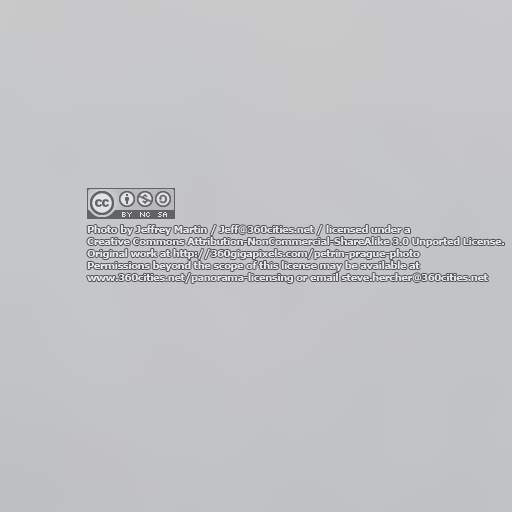 cc
BY NC SA
Photo by Jeffrey Martin / Jeff@360cities.net / licensed under a
Creative Commons Attribution-NonCommercial-ShareAlike 3.0 Unported License.
Original work at http://360gigapixels.com/petrin-prague-photo
Permissions beyond the scope of this license may be available at
www.360cities.net/panorama-licensing or email steve.hercher@360cities.net